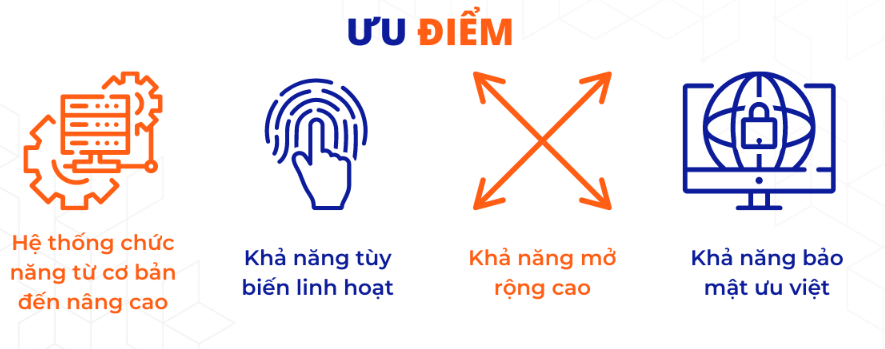 ƯU ĐIỂM
Hệ thống chức
năng từ cơ bản
đến nâng cao
Khả năng tùy
biến linh hoạt
Khả năng mở
rộng cao
Khả năng bảo
mật ưu việt